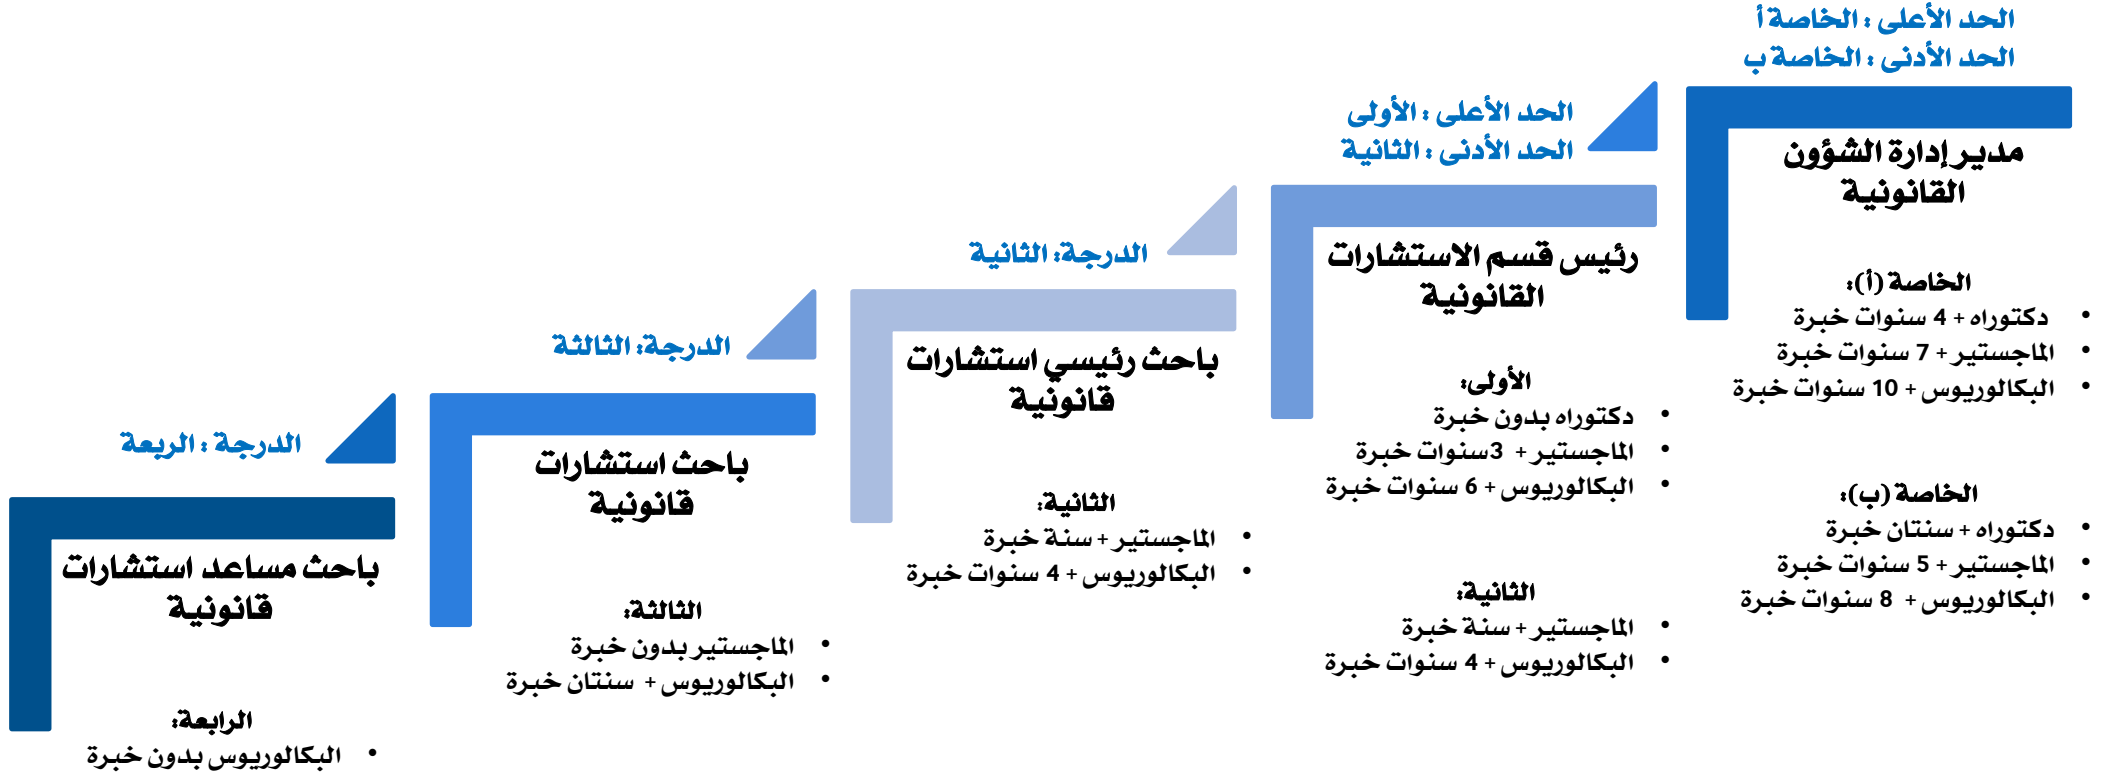 الحد الأعلى : الخاصة أ
الحد الأدنى : الخاصة ب
مدير إدارة الشؤون
القانونية
الخاصة (أ):
• دكتوراه + 4 سنوات خبرة
• الماجستير + 7 سنوات خبرة
• البكالوريوس + 10 سنوات خبرة
الخاصة (ب):
• دكتوراه + سنتان خبرة
• الماجستير + 5 سنوات خبرة
• البكالوريوس + 8 سنوات خبرة
الحد الأعلى : الأولى
الحد الأدنى : الثانية
رئيس قسم الاستشارات
القانونية
الأولى:
• دكتوراه بدون خبرة
• الماجستير + 3سنوات خبرة
• البكالوريوس + 6 سنوات خبرة
الثانية:
• الماجستير + سنة خبرة
• البكالوريوس + 4 سنوات خبرة
الدرجة: الثانية
باحث رئيسي استشارات
قانونية
الثانية:
• الماجستير + سنة خبرة
• البكالوريوس + 4 سنوات خبرة
الدرجة: الثالثة
باحث استشارات
قانونية
الثالثة:
• الماجستير بدون خبرة
• البكالوريوس + سنتان خبرة
الدرجة : الربعة
باحث مساعد استشارات
قانونية
الرابعة:
• البكالوريوس بدون خبرة